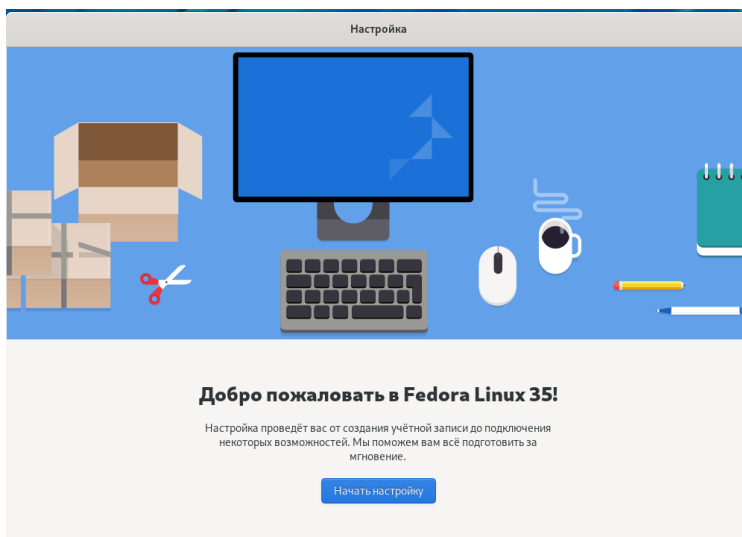 Настройка
Добро пожаловать в Fedora Linux 35!
Настройка проведёт вас от создания учётной записи до подключения
некоторых возможностей. Мы поможем вам всё подготовить за
мгновение.
Начать настройку